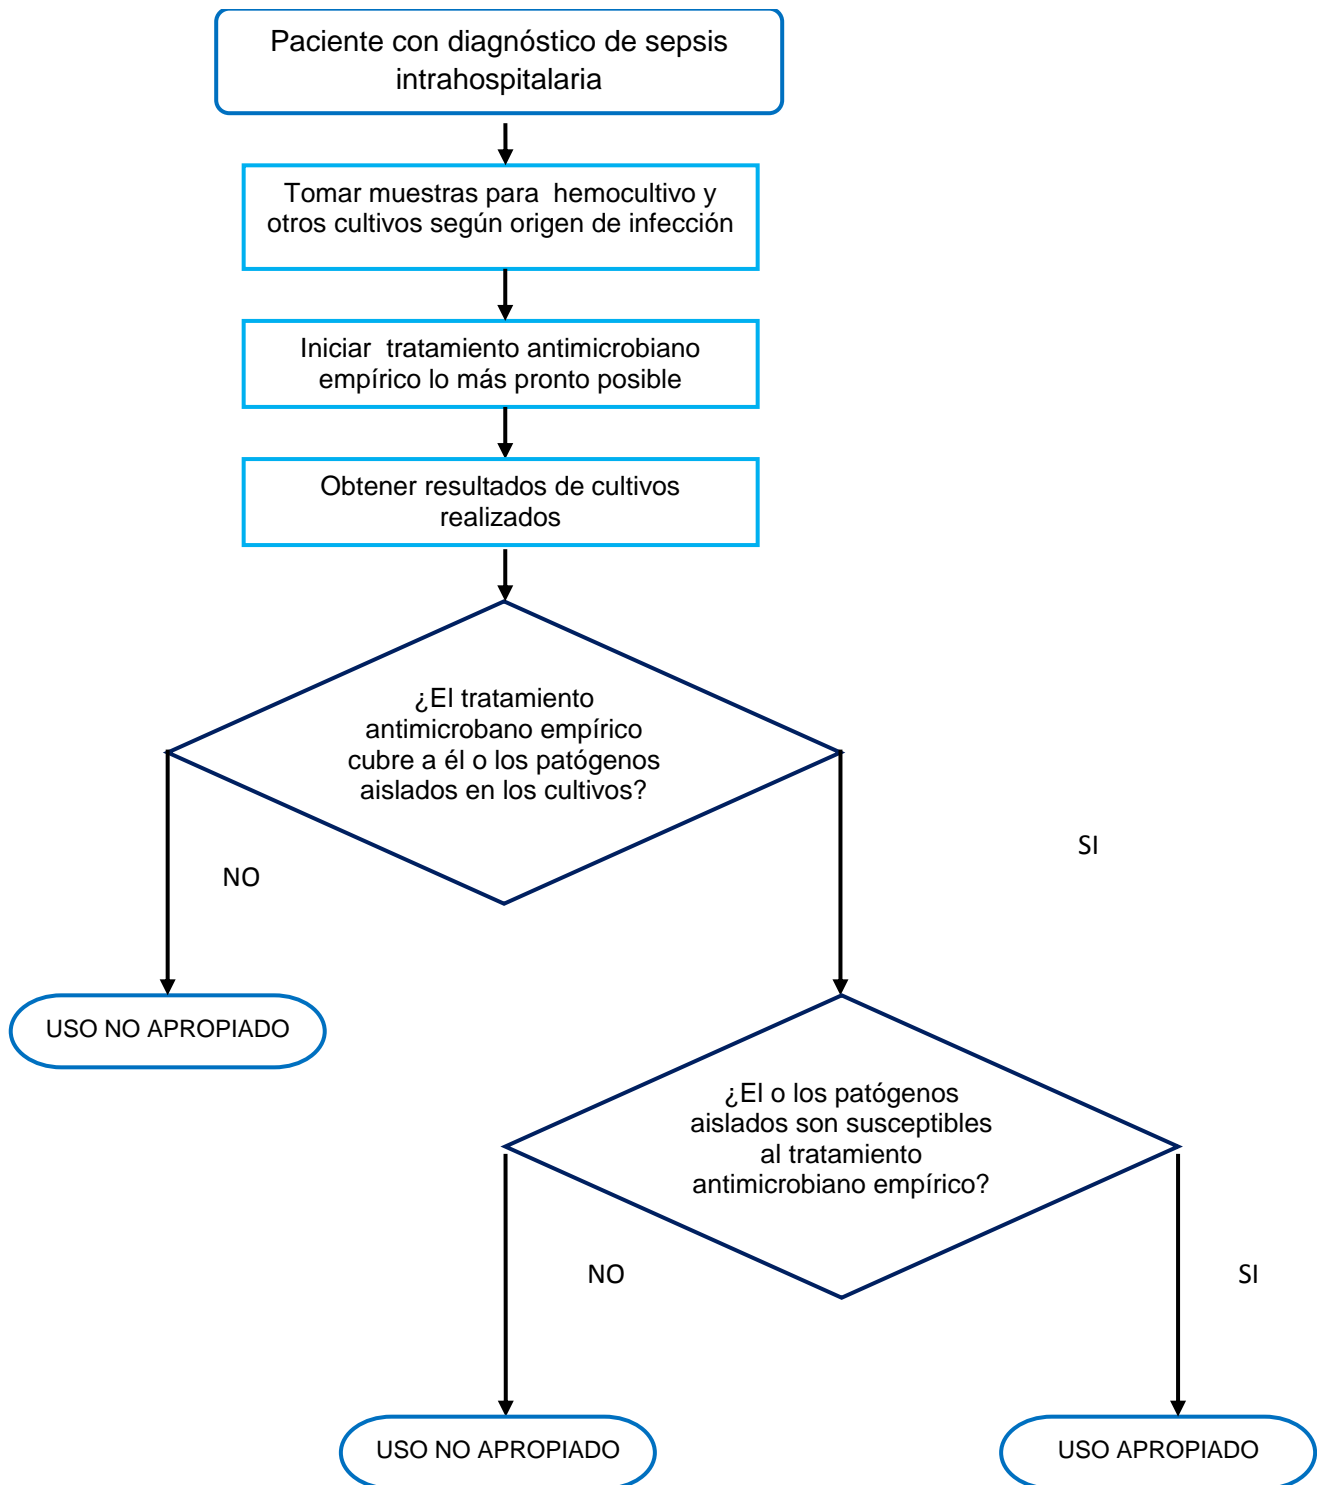 Paciente con diagnóstico de sepsis
intrahospitalaria
Tomar muestras para hemocultivo y
otros cultivos según origen de infección
Iniciar tratamiento antimicrobiano
empírico lo más pronto posible
Obtener resultados de cultivos
realizados
¿El tratamiento
antimicrobano empírico
cubre a él o los patógenos
aislados en los cultivos?
SI
NO
USO NO APROPIADO
¿El o los patógenos
aislados son susceptibles
al tratamiento
antimicrobiano empírico?
NO
SI
USO NO APROPIADO
USO APROPIADO